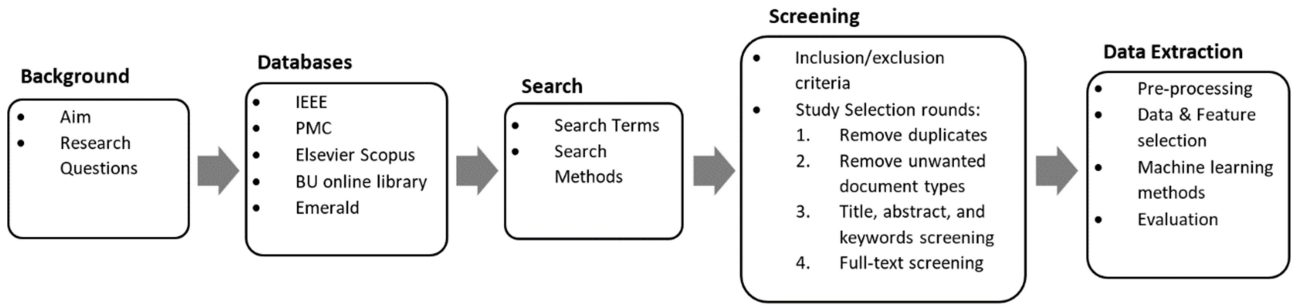 Background
• Aim
• Research
Questions
Databases
• IEEE
• PMC
• Elsevier Scopus
• BU online library
• Emerald
Search
• Search Terms
• Search
Methods
Screening
• Inclusion/exclusion
criteria
• Study Selection rounds:
1. Remove duplicates
2. Remove unwanted
document types
3. Title, abstract, and
keywords screening
4. Full-text screening
Data Extraction
• Pre-processing
• Data & Feature
selection
• Machine learning
methods
• Evaluation